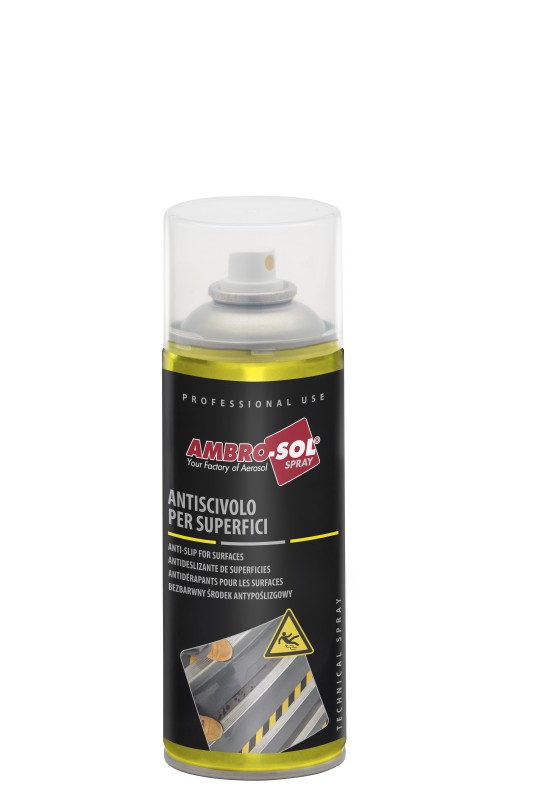 PROFESSIONAL USE
AMBRO-SOL®
Your Factory of Aerosol SPRAY
ANTISCIVOLO
PER SUPERFICI
ANTI-SLIP FOR SURFACES
ANTIDESLIZANTE DE SUPERFICIES
ANTIDÉRAPANTS POUR LES SURFACES
BEZBARWNY ŚRODEK ANTYPOŚLIZGOWY
TECHNICAL SPRAY